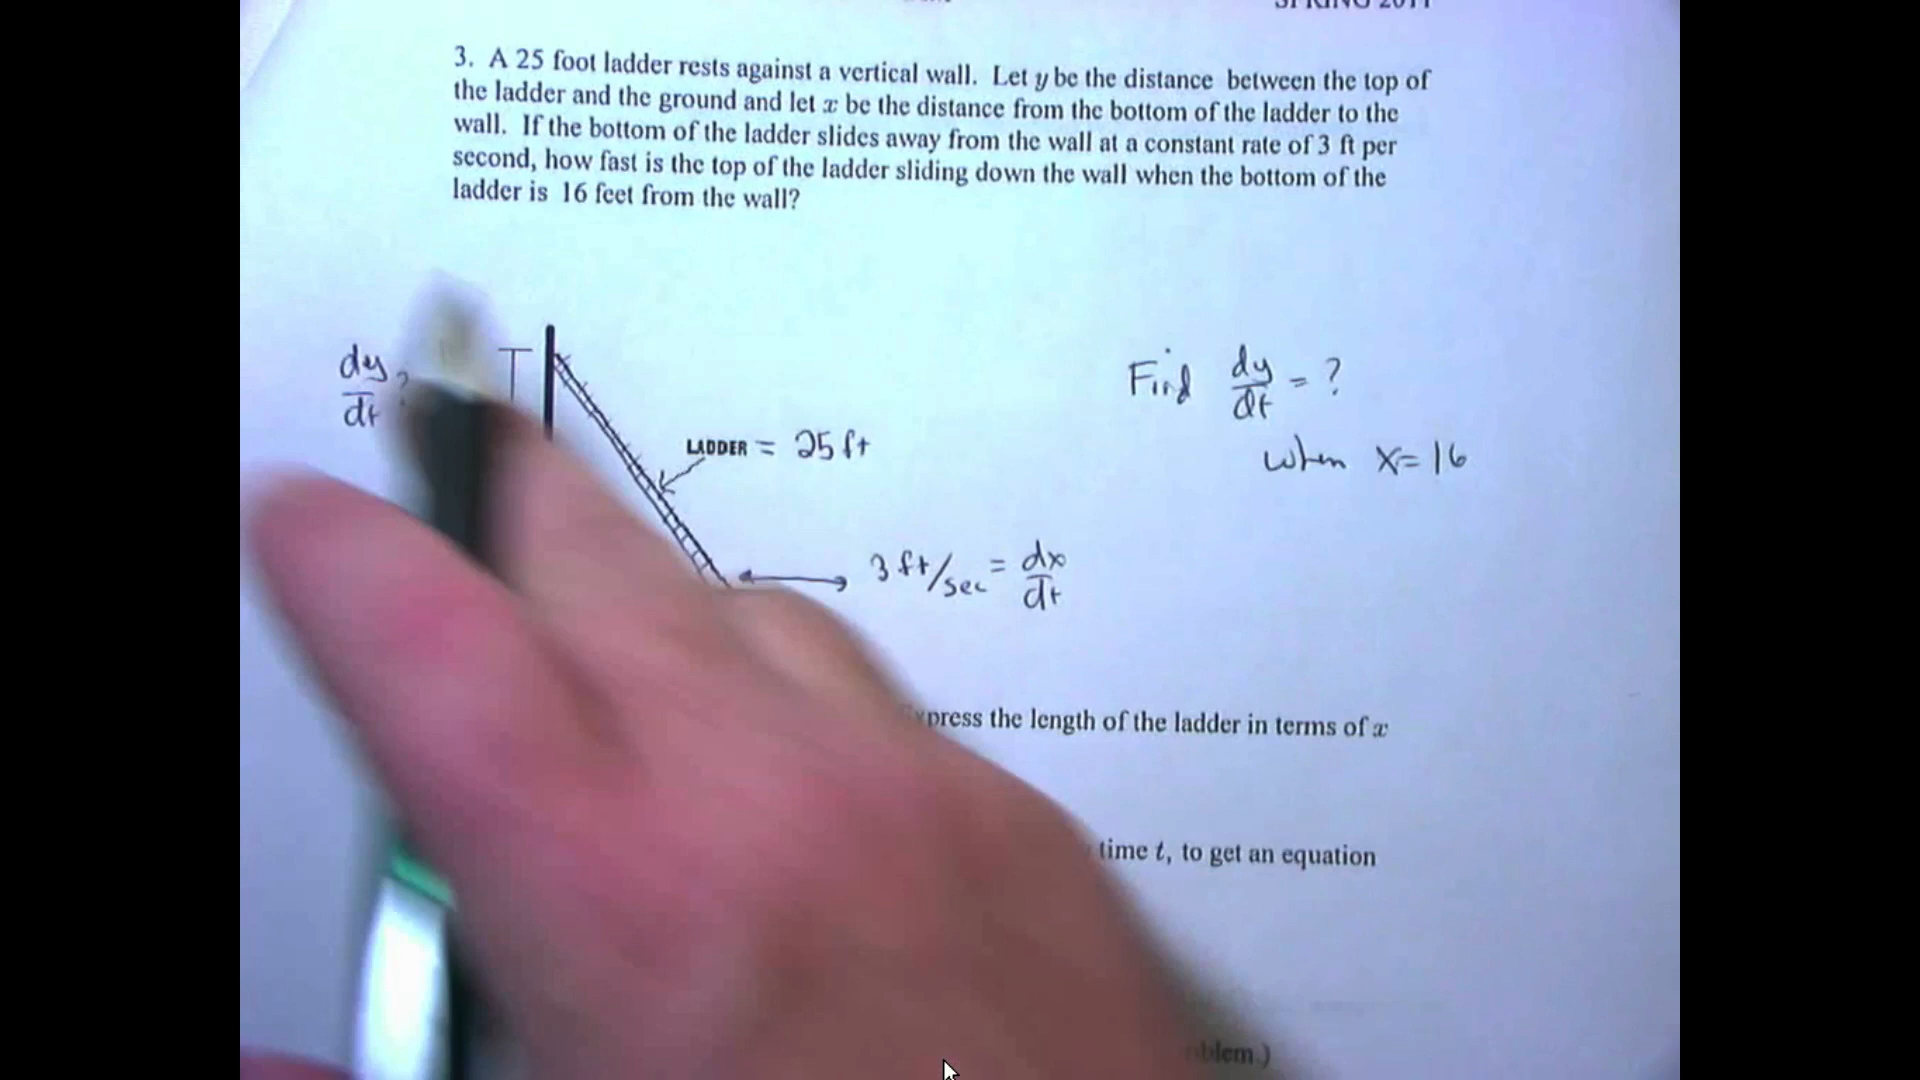 SPRING 2011
3. A 25 foot ladder rests against a vertical wall. Let y be the distance between the top of
the ladder and the ground and let x be the distance from the bottom of the ladder to the
wall. If the bottom of the ladder slides away from the wall at a constant rate of 3 ft per
second, how fast is the top of the ladder sliding down the wall when the bottom of the
ladder is 16 feet from the wall?
dy/dt ?
Find dy/dt = ?
LADDER = 25 ft
when x = 16
3 ft/sec = dx/dt
the length of the ladder in terms of x
time t, to get an equation